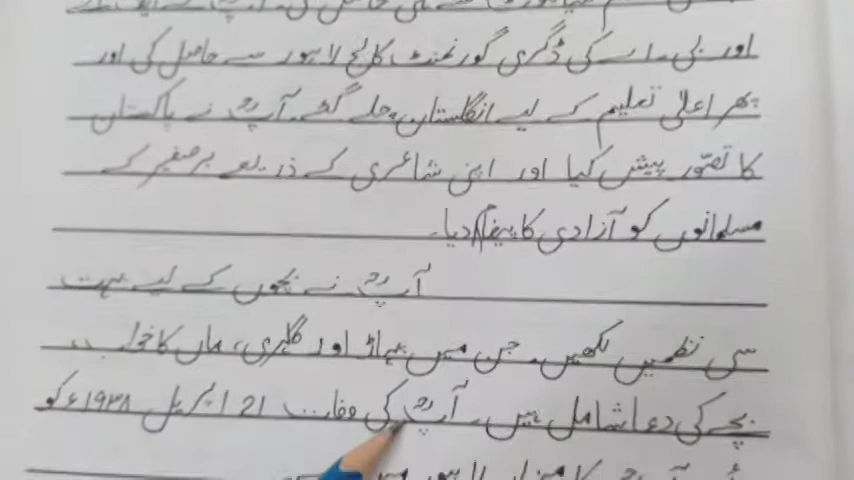 اور بی۔اے کی ڈگری گورنمنٹ کالج لاہور سے حاصل کی اور
پھر اعلیٰ تعلیم کے لیے انگلستان چلے گئے۔ آپؒ نے پاکستان
کا تصور پیش کیا اور اپنی شاعری کے ذریعے برصغیر کے
مسلمانوں کو آزادی کا پیغام دیا۔
آپؒ نے بچوں کے لیے بہت
سی نظمیں لکھیں۔ جن میں پہاڑ اور گلہری، ماں کا خواب،
بچے کی دعا شامل ہیں۔ آپؒ کی وفات 21 اپریل ۱۹۳۸ء کو